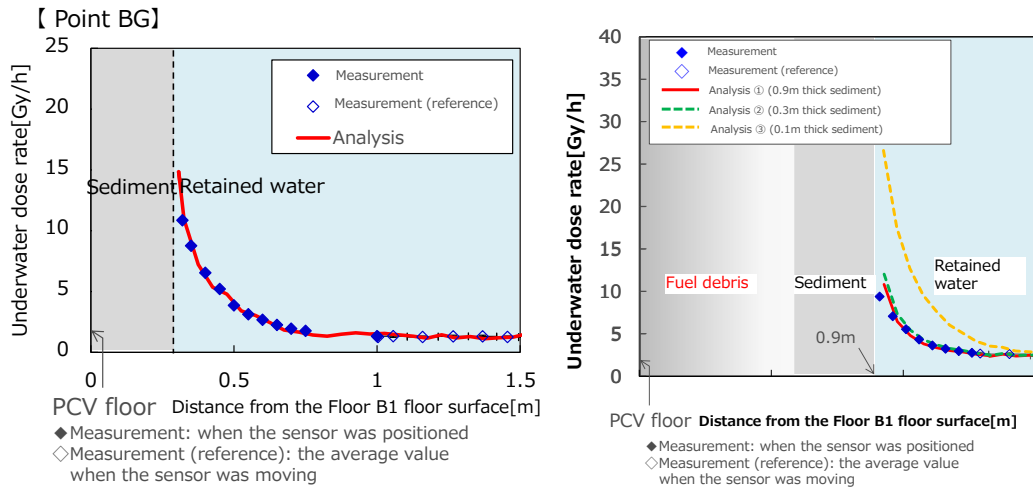 【 Point BG】
Underwater dose rate[Gy/h]
25
20
15
10
5
0
Measurement
Measurement (reference)
Analysis
Sediment
Retained water
0
0.5
1
1.5
PCV floor
Distance from the Floor B1 floor surface[m]
◆Measurement: when the sensor was positioned
◇Measurement (reference): the average value
when the sensor was moving
Underwater dose rate[Gy/h]
40
35
30
25
20
15
10
5
0
Measurement
Measurement (reference)
Analysis ① (0.9m thick sediment)
Analysis ② (0.3m thick sediment)
Analysis ③ (0.1m thick sediment)
Fuel debris
Sediment
Retained
water
0.9m
PCV floor
Distance from the Floor B1 floor surface[m]
◆Measurement: when the sensor was positioned
◇Measurement (reference): the average value
when the sensor was moving